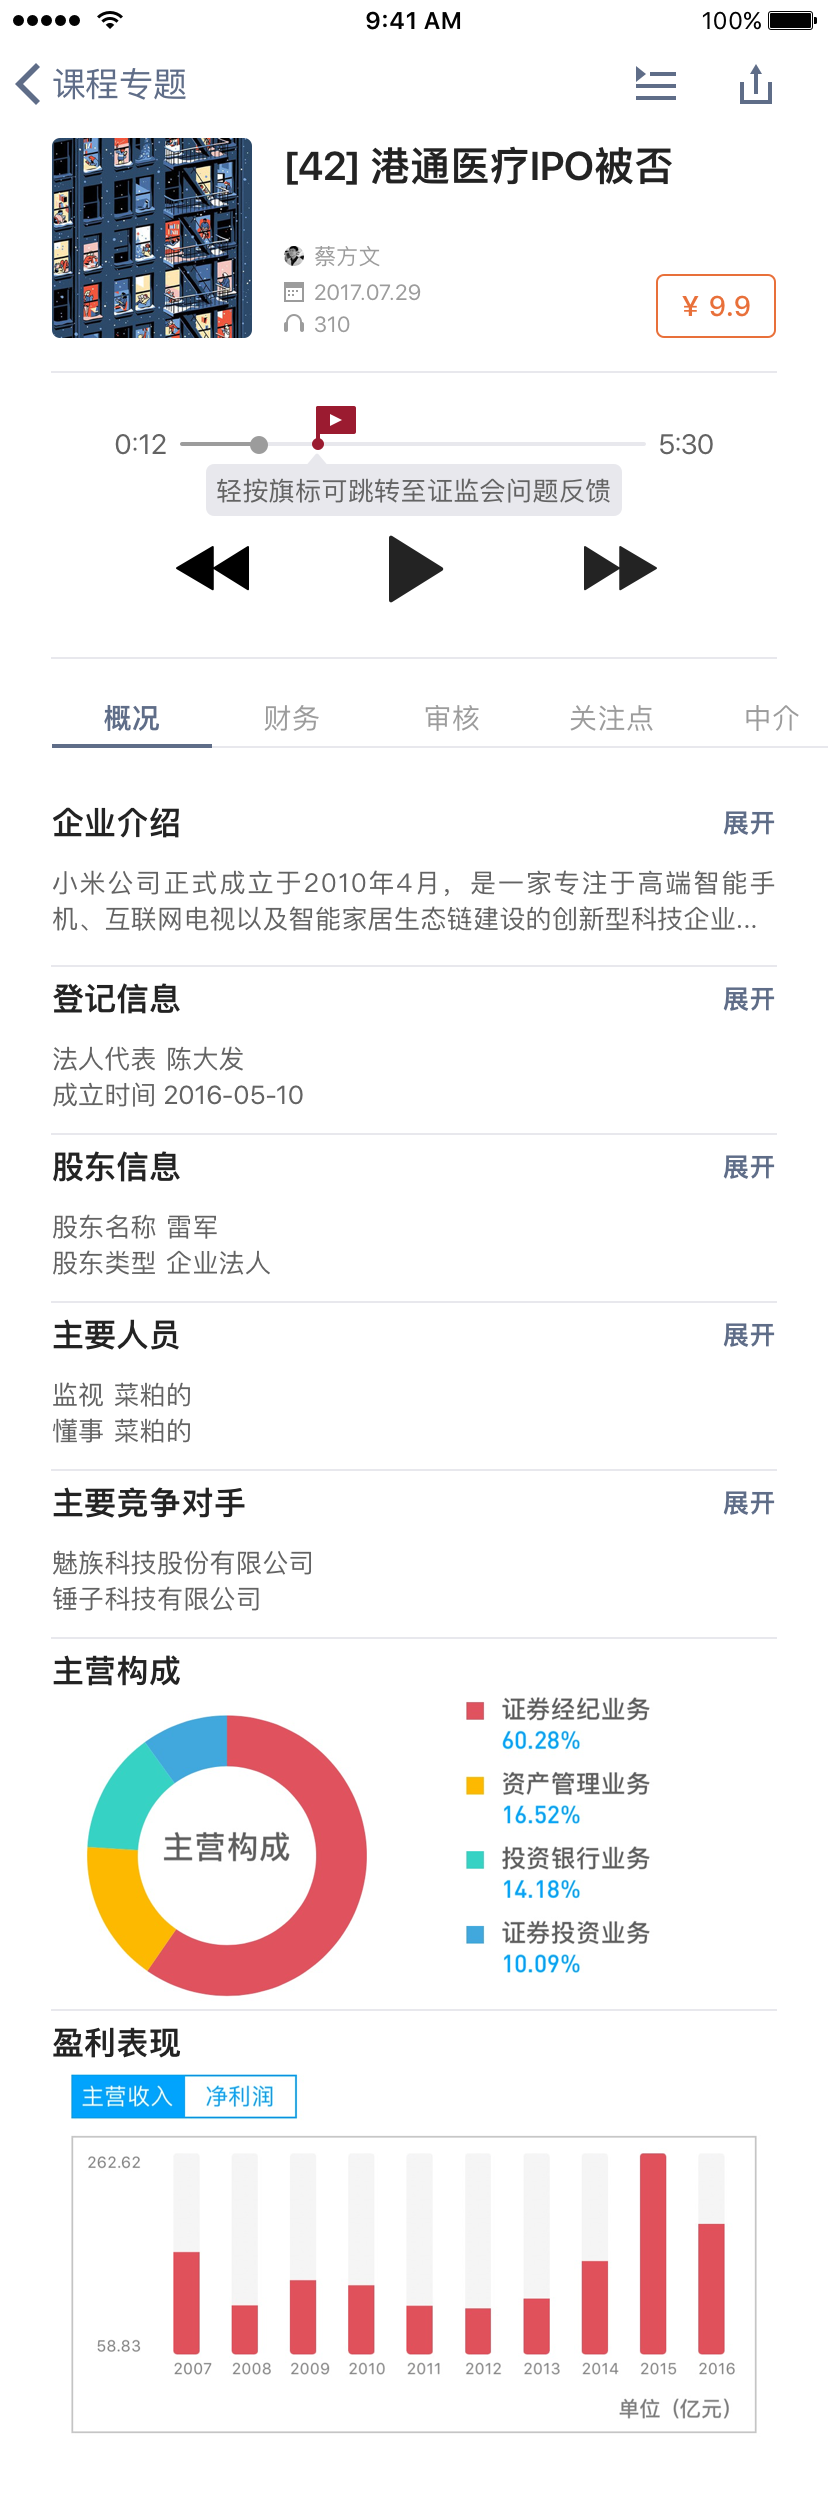 9:41 AM
100%
课程专题
[42] 港通医疗IPO被否
蔡方文
2017.07.29
310
¥ 9.9
0:12
5:30
轻按旗标可跳转至证监会问题反馈
概况 财务 审核 关注点 中介
企业介绍 展开
小米公司正式成立于2010年4月，是一家专注于高端智能手
机、互联网电视以及智能家居生态链建设的创新型科技企业...
登记信息 展开
法人代表 陈大发
成立时间 2016-05-10
股东信息 展开
股东名称 雷军
股东类型 企业法人
主要人员 展开
监视 菜粕的
懂事 菜粕的
主要竞争对手 展开
魅族科技股份有限公司
锤子科技有限公司
主营构成
主营构成
证券经纪业务
60.28%
资产管理业务
16.52%
投资银行业务
14.18%
证券投资业务
10.09%
盈利表现
主营收入 净利润
262.62
58.83
2007 2008 2009 2010 2011 2012 2013 2014 2015 2016
单位（亿元）